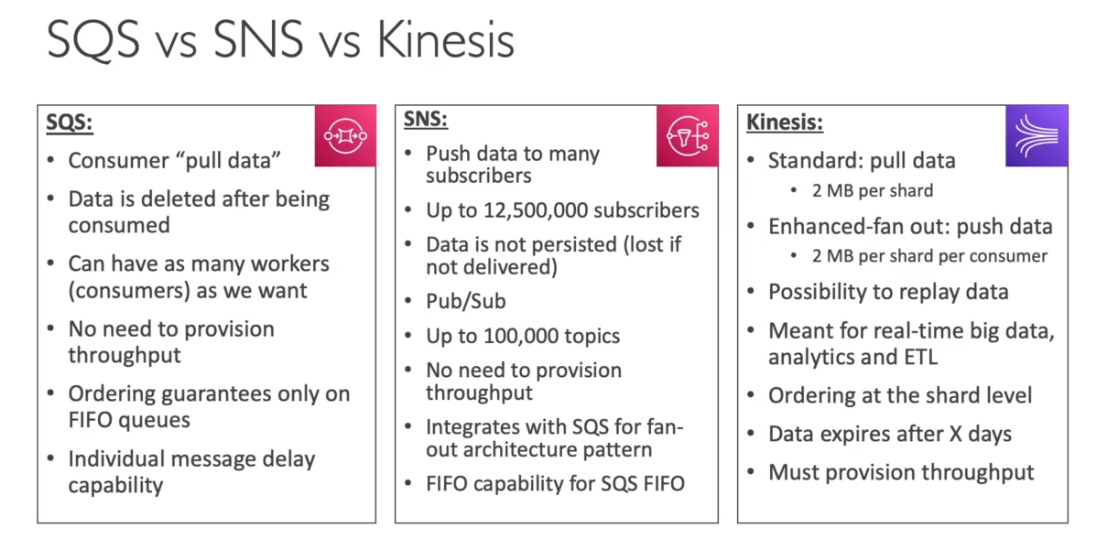 SQS vs SNS vs Kinesis
SQS:
• Consumer “pull data”
• Data is deleted after being
consumed
• Can have as many workers
(consumers) as we want
• No need to provision
throughput
• Ordering guarantees only on
FIFO queues
• Individual message delay
capability
SNS:
• Push data to many
subscribers
• Up to 12,500,000 subscribers
• Data is not persisted (lost if
not delivered)
• Pub/Sub
• Up to 100,000 topics
• No need to provision
throughput
• Integrates with SQS for fan-
out architecture pattern
• FIFO capability for SQS FIFO
Kinesis:
• Standard: pull data
• 2 MB per shard
• Enhanced-fan out: push data
• 2 MB per shard per consumer
• Possibility to replay data
• Meant for real-time big data,
analytics and ETL
• Ordering at the shard level
• Data expires after X days
• Must provision throughput